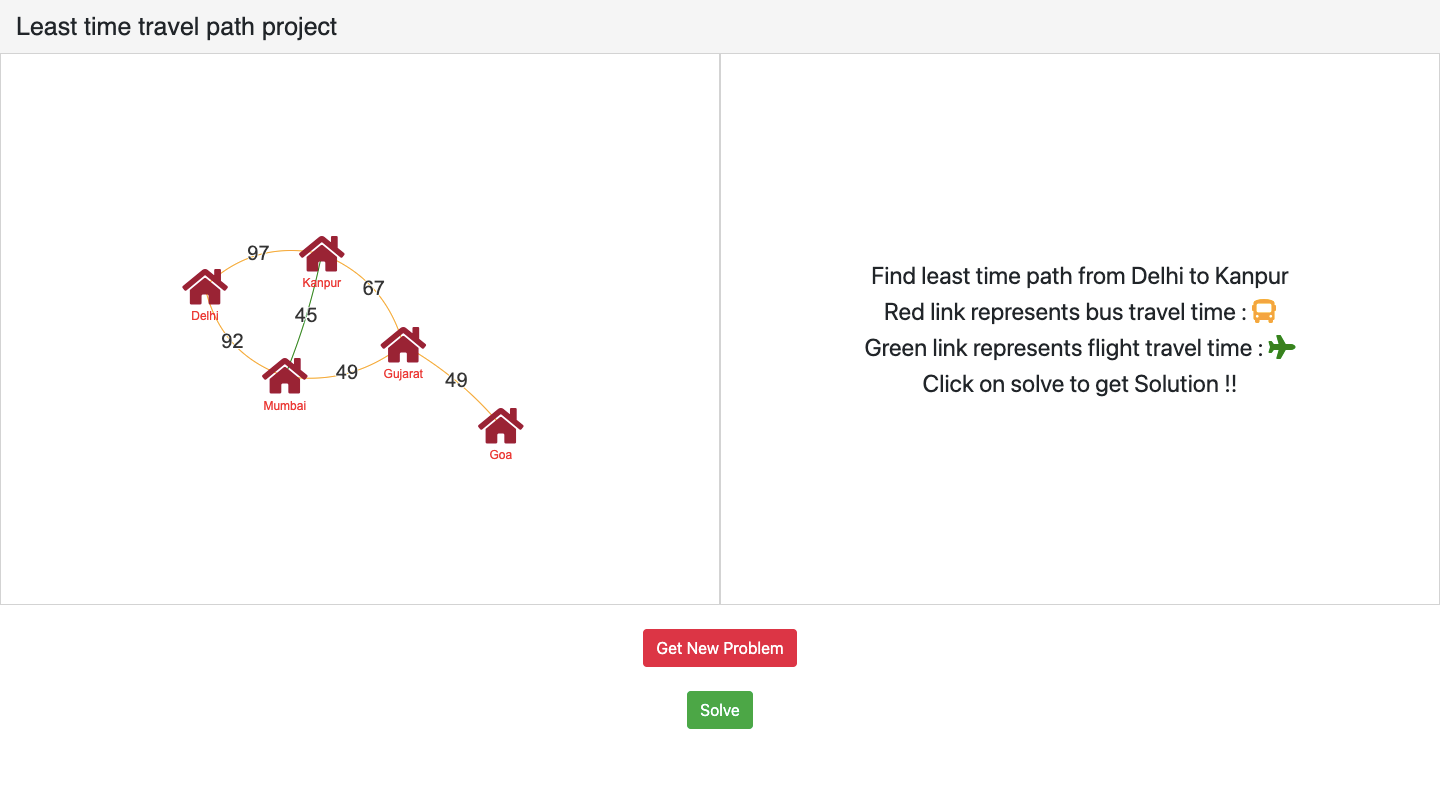 Least time travel path project
97
Kanpur
67
Delhi
45
92
49
Gujarat
49
Mumbai
Goa
Find least time path from Delhi to Kanpur
Red link represents bus travel time :
Green link represents flight travel time :
Click on solve to get Solution !!
Get New Problem
Solve